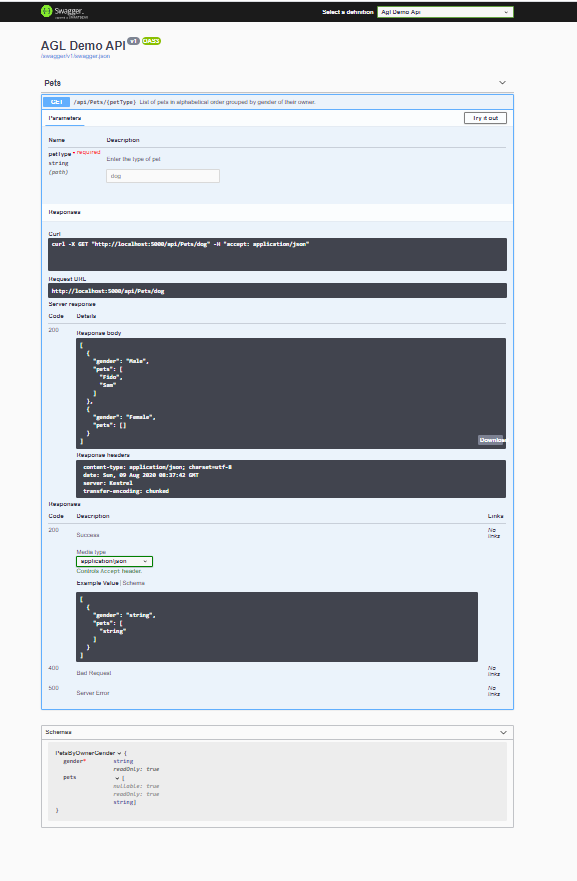 Swagger.
Select a definition
Agl Demo Api
AGL Demo API v1 OAS3
/swagger/v1/swagger.json
Pets
GET /api/Pets/{petType} List of pets in alphabetical order grouped by gender of their owner.
Parameters
Try it out
Name Description
petType * required
string
(path)
Enter the type of pet
dog
Responses
Curl
curl -X GET "http://localhost:5000/api/Pets/dog" -H "accept: application/json"
Request URL
http://localhost:5000/api/Pets/dog
Server response
Code Details
200
Response body
[
{
"gender": "Male",
"pets": [
"Fido",
"Sam"
]
},
{
"gender": "Female",
"pets": []
}
]
Download
Response headers
content-type: application/json; charset=utf-8
date: Sun, 09 Aug 2020 08:37:42 GMT
server: Kestrel
transfer-encoding: chunked
Responses
Code Description Links
200
Success
No links
Media type
application/json
Controls Accept header.
Example Value | Schema
[
{
"gender": "string",
"pets": [
"string"
]
}
]
400
Bad Request
No links
500
Server Error
No links
Schemas
PetsByOwnerGender {
gender* string
readOnly: true
pets [
nullable: true
readOnly: true
string]
}